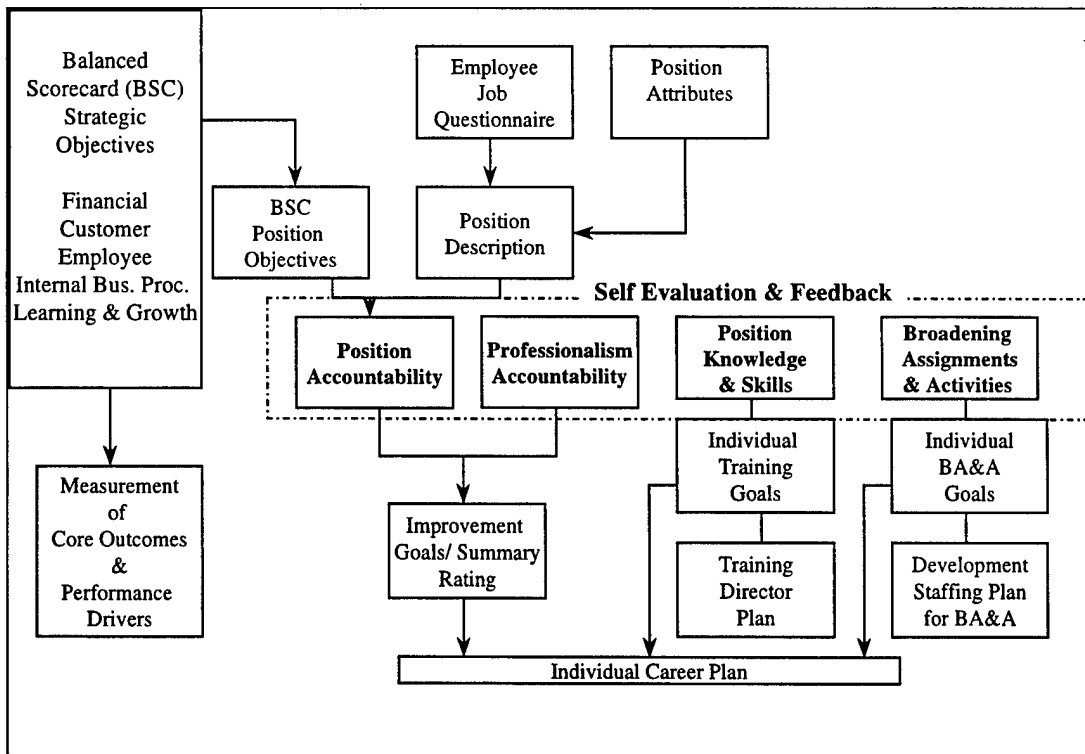 Balanced
Scorecard (BSC)
Strategic
Objectives
Financial
Customer
Employee
Internal Bus. Proc.
Learning & Growth
Employee
Job
Questionnaire
Position
Attributes
BSC
Position
Objectives
Position
Description
Self Evaluation & Feedback
Position
Accountability
Professionalism
Accountability
Position
Knowledge
& Skills
Broadening
Assignments
& Activities
Measurement
of
Core Outcomes
&
Performance
Drivers
Improvement
Goals/ Summary
Rating
Individual
Training
Goals
Individual
BA&A
Goals
Training
Director
Plan
Development
Staffing Plan
for BA&A
Individual Career Plan